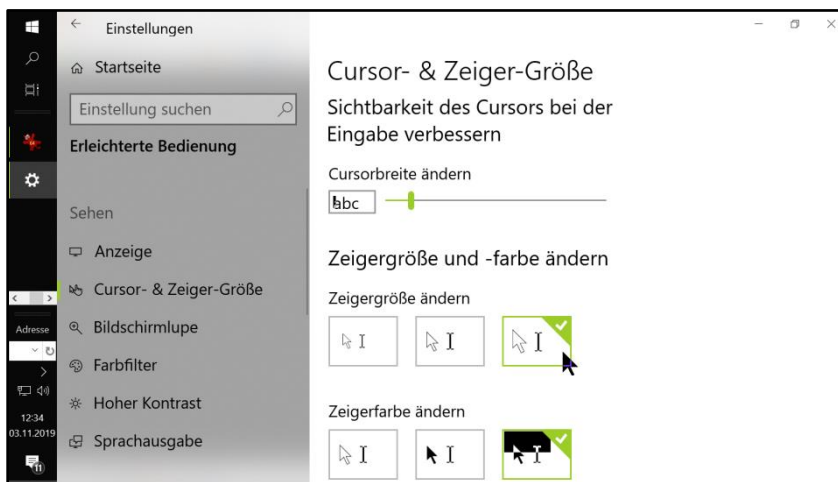 Einstellungen
Startseite
Einstellung suchen
Erleichterte Bedienung
Sehen
Anzeige
Cursor- & Zeiger-Größe
Bildschirmlupe
Farbfilter
Hoher Kontrast
Sprachausgabe
Adresse
12:34
03.11.2019
11
Cursor- & Zeiger-Größe
Sichtbarkeit des Cursors bei der
Eingabe verbessern
Cursorbreite ändern
abc
Zeigergröße und -farbe ändern
Zeigergröße ändern
Zeigerfarbe ändern